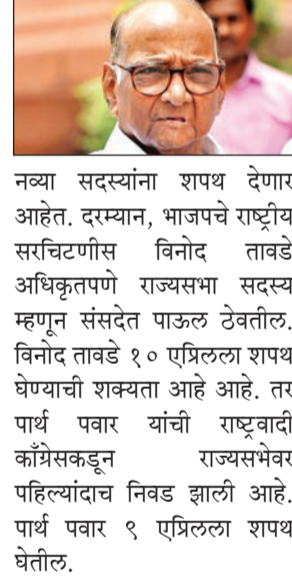 नव्या सदस्यांना शपथ देणार
आहेत. दरम्यान, भाजपचे राष्ट्रीय
सरचिटणीस विनोद तावडे
अधिकृतपणे राज्यसभा सदस्य
म्हणून संसदेत पाऊल ठेवतील.
विनोद तावडे १० एप्रिलला शपथ
घेण्याची शक्यता आहे आहे. तर
पार्थ पवार यांची राष्ट्रवादी
काँग्रेसकडून राज्यसभेवर
पहिल्यांदाच निवड झाली आहे.
पार्थ पवार ९ एप्रिलला शपथ
घेतील.